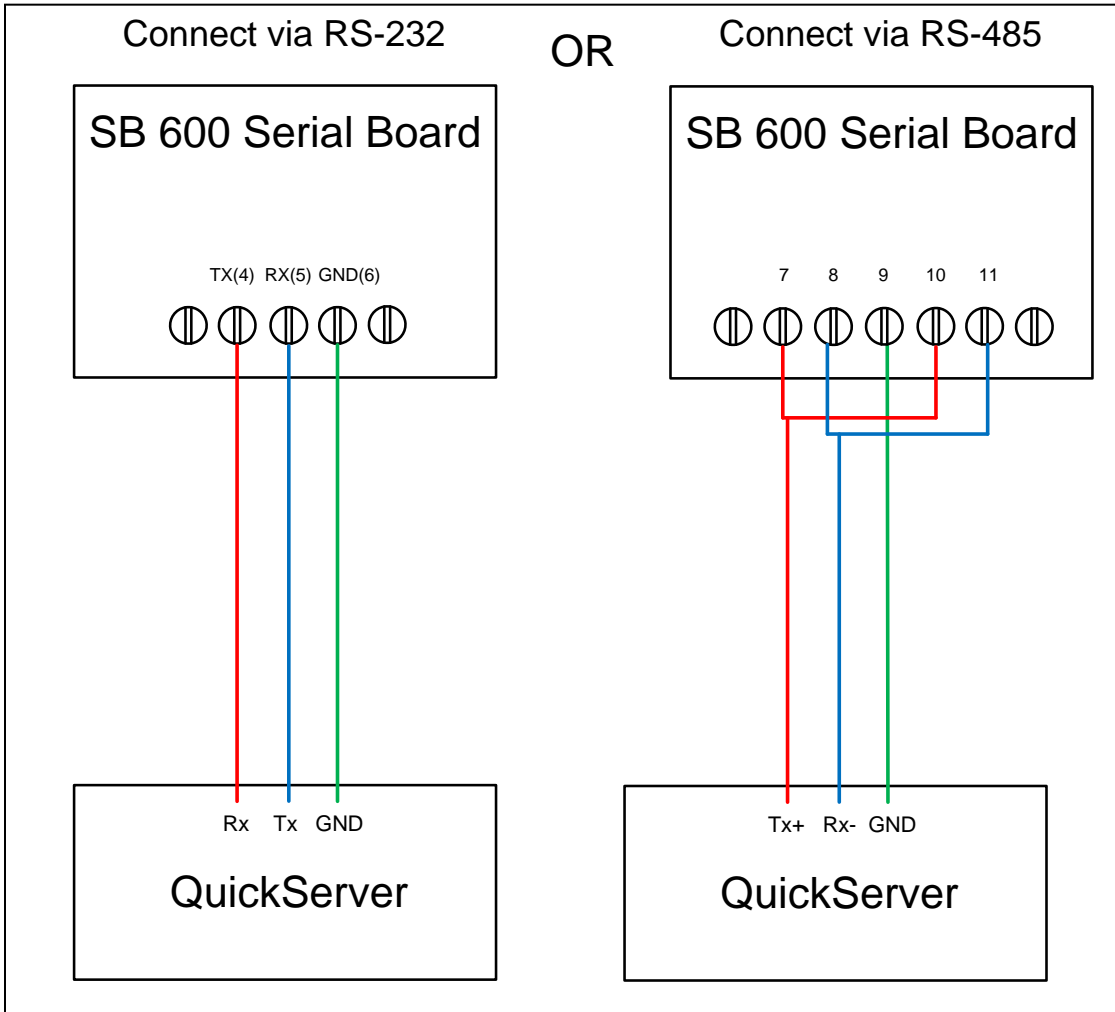 Connect via RS-232
OR
Connect via RS-485
SB 600 Serial Board
SB 600 Serial Board
TX(4) RX(5) GND(6)
7 8 9 10 11
Rx Tx GND
Tx+ Rx- GND
QuickServer
QuickServer